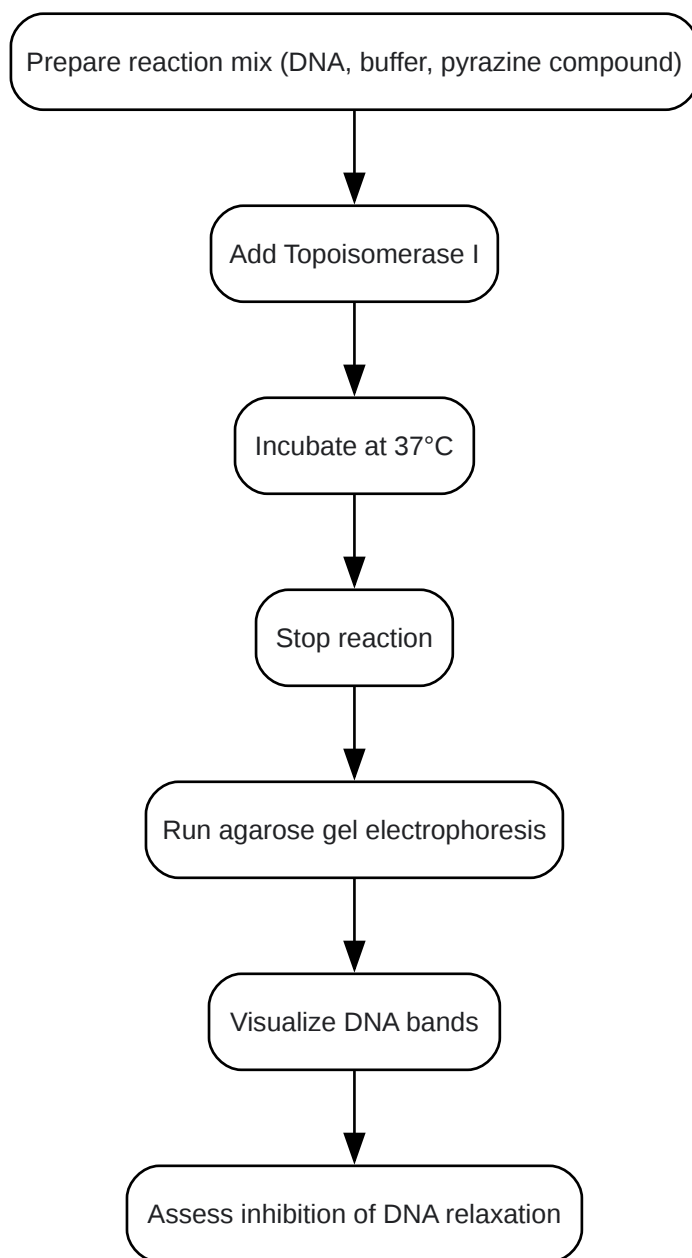 Prepare reaction mix (DNA, buffer, pyrazine compound)
Add Topoisomerase I
Incubate at 37°C
Stop reaction
Run agarose gel electrophoresis
Visualize DNA bands
Assess inhibition of DNA relaxation